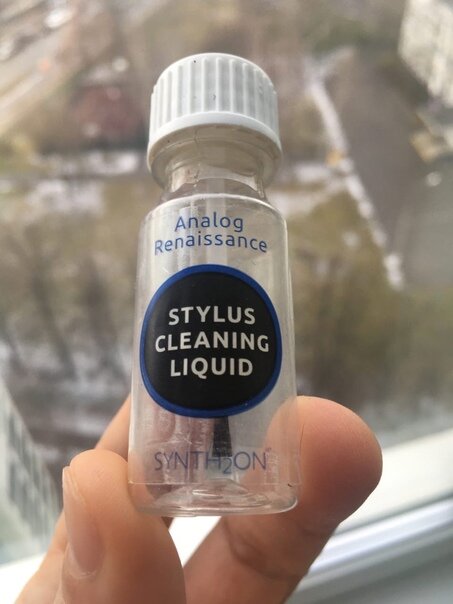 Analog
Renaissance
STYLUS
CLEANING
LIQUID
SYNTH2ON